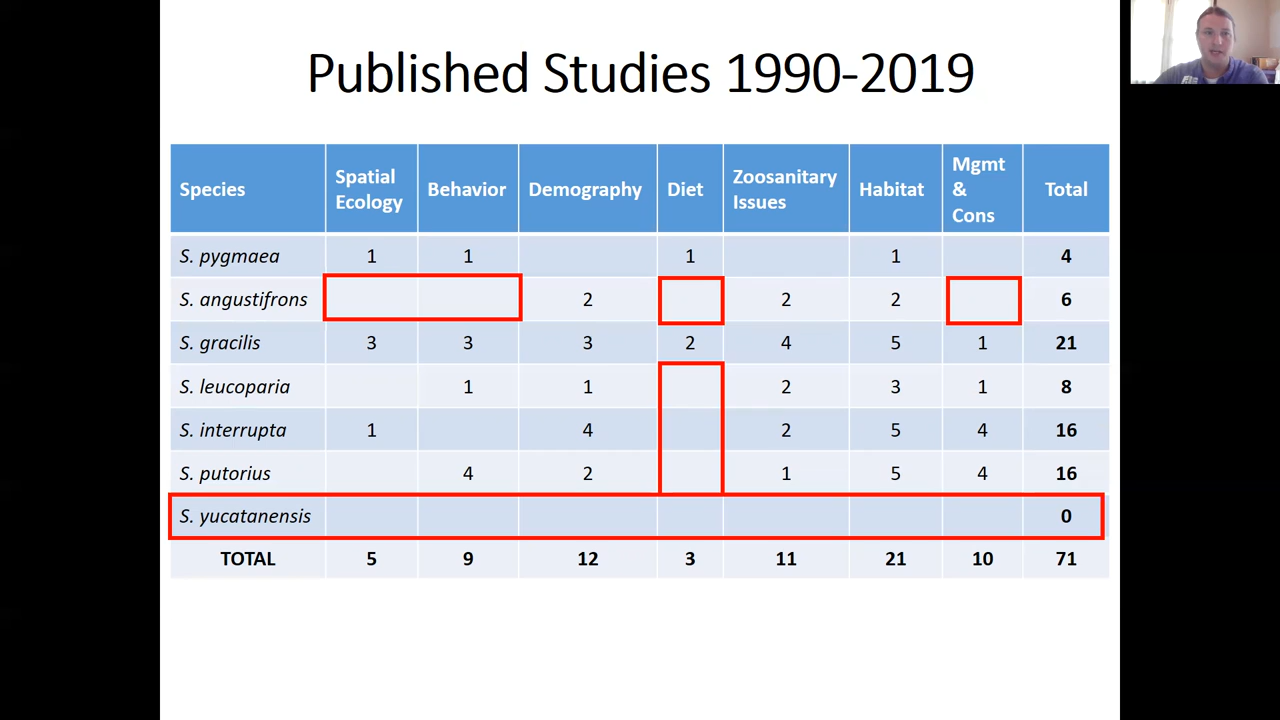 Published Studies 1990-2019
Species Spatial Ecology Behavior Demography Diet Zoosanitary Issues Habitat Mgmt & Cons Total
S. pygmaea 1 1 1 1 4
S. angustifrons 2 2 2 6
S. gracilis 3 3 3 2 4 5 1 21
S. leucoparia 1 1 2 3 1 8
S. interrupta 1 4 2 5 4 16
S. putorius 4 2 1 5 4 16
S. yucatanensis 0
TOTAL 5 9 12 3 11 21 10 71